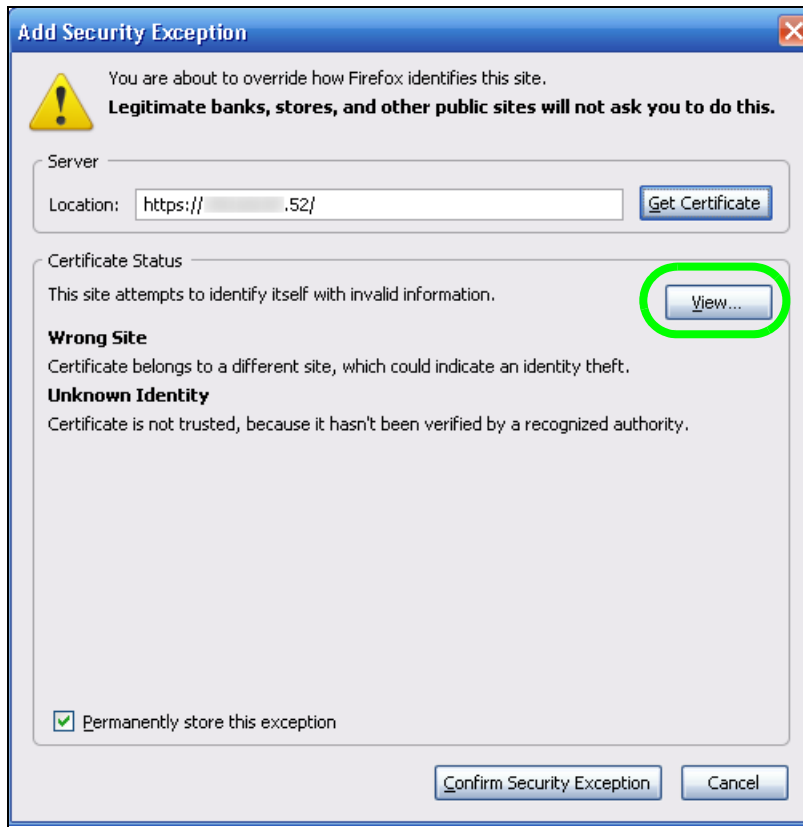 Add Security Exception
You are about to override how Firefox identifies this site.
Legitimate banks, stores, and other public sites will not ask you to do this.
Server
Location: https:// .52/ Get Certificate
Certificate Status
This site attempts to identify itself with invalid information. View...
Wrong Site
Certificate belongs to a different site, which could indicate an identity theft.
Unknown Identity
Certificate is not trusted, because it hasn't been verified by a recognized authority.
Permanently store this exception
Confirm Security Exception Cancel